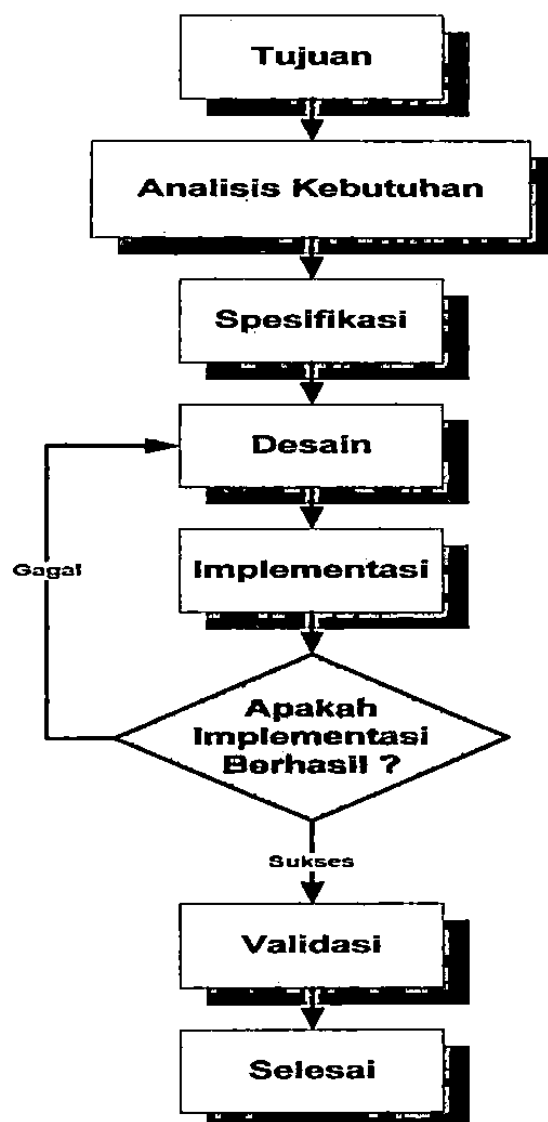 Tujuan
Analisis Kebutuhan
Spesifikasi
Desain
Gagal
Implementasi
Apakah
Implementasi
Berhasil ?
Sukses
Validasi
Selesai